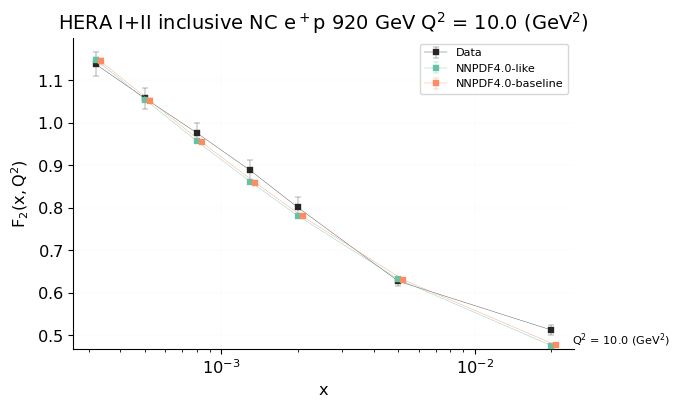 HERA I+II inclusive NC e⁺p 920 GeV Q² = 10.0 (GeV²)
Data
NNPDF4.0-like
NNPDF4.0-baseline
F₂(x, Q²)
1.1
1.0
0.9
0.8
0.7
0.6
0.5
Q² = 10.0 (GeV²)
10⁻³
10⁻²
x